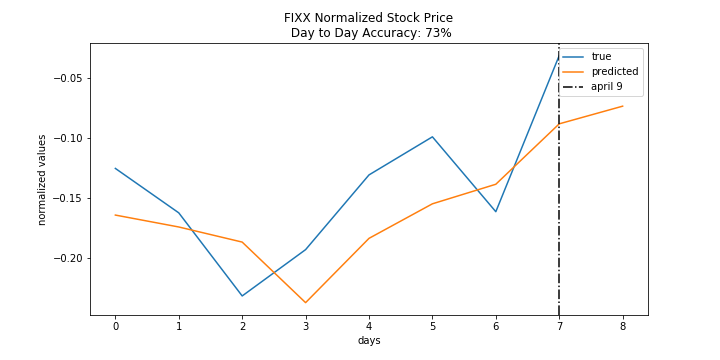 FIXX Normalized Stock Price
Day to Day Accuracy: 73%
true
predicted
april 9
normalized values
−0.05
−0.10
−0.15
−0.20
0 1 2 3 4 5 6 7 8
days